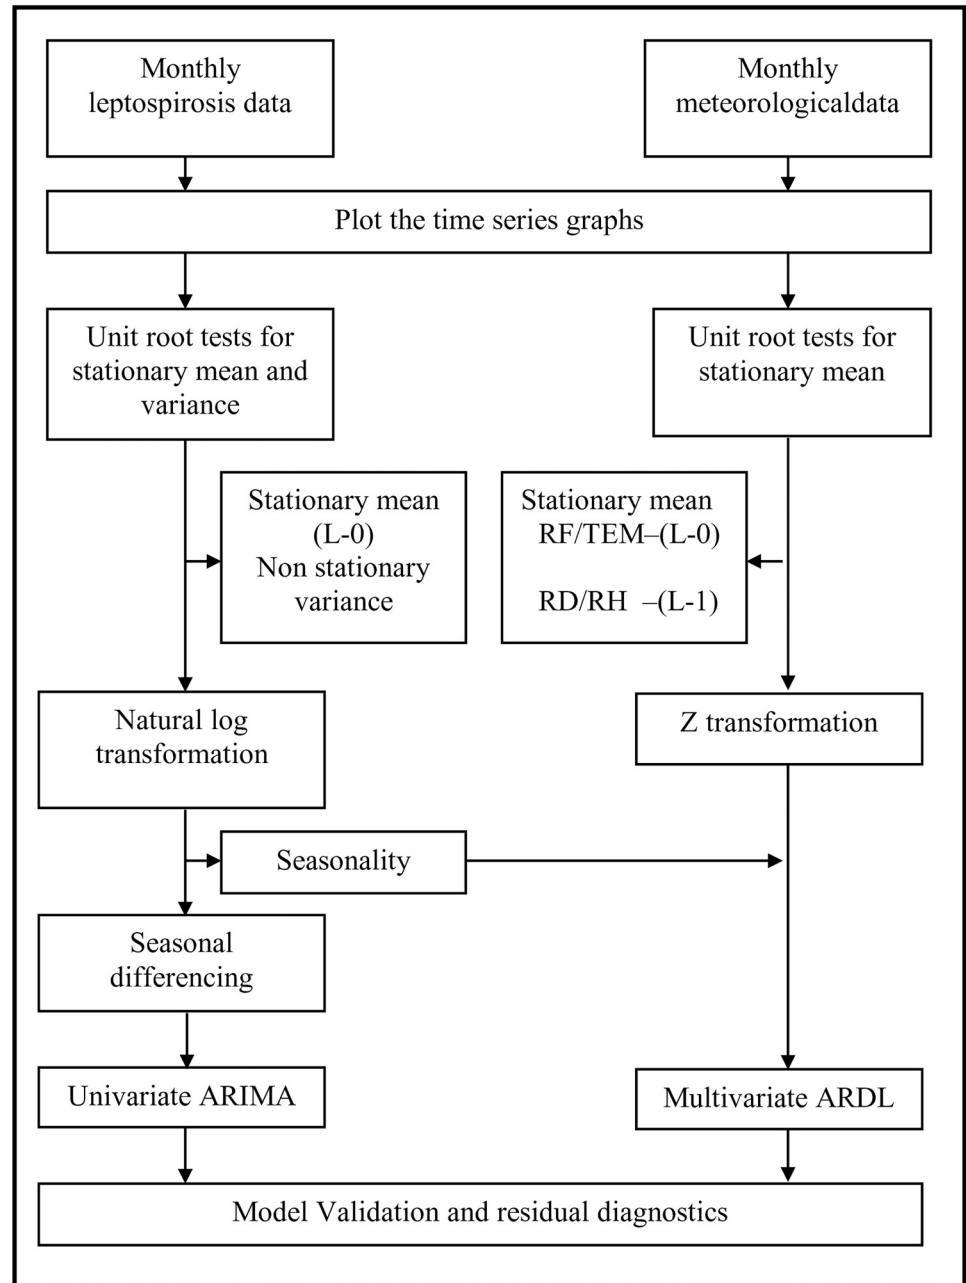 Monthly
leptospirosis data
Monthly
meteorologicaldata
Plot the time series graphs
Unit root tests for
stationary mean and
variance
Unit root tests for
stationary mean
Stationary mean
(L-0)
Non stationary
variance
Stationary mean
RF/TEM–(L-0)
RD/RH –(L-1)
Natural log
transformation
Z transformation
Seasonality
Seasonal
differencing
Univariate ARIMA
Multivariate ARDL
Model Validation and residual diagnostics